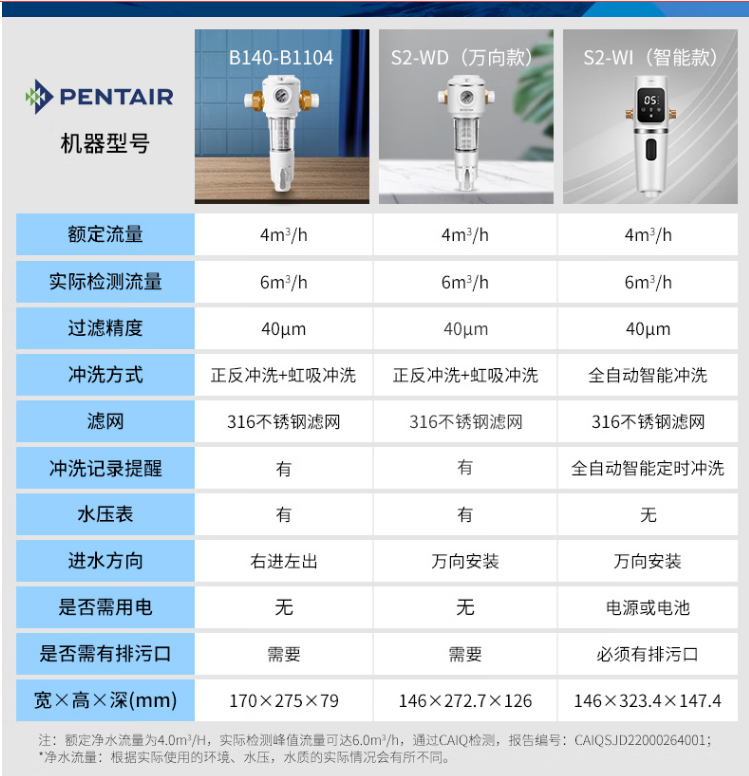 PENTAIR
机器型号
B140-B1104 S2-WD（万向款） S2-WI（智能款）
05
额定流量 4m³/h 4m³/h 4m³/h
实际检测流量 6m³/h 6m³/h 6m³/h
过滤精度 40μm 40μm 40μm
冲洗方式 正反冲洗+虹吸冲洗 正反冲洗+虹吸冲洗 全自动智能冲洗
滤网 316不锈钢滤网 316不锈钢滤网 316不锈钢滤网
冲洗记录提醒 有 有 全自动智能定时冲洗
水压表 有 有 无
进水方向 右进左出 万向安装 万向安装
是否需用电 无 无 电源或电池
是否需有排污口 需要 需要 必须有排污口
宽×高×深(mm) 170×275×79 146×272.7×126 146×323.4×147.4
注：额定净水流量为4.0m³/H，实际检测峰值流量可达6.0m³/h，通过CAIQ检测，报告编号：CAIQSJD22000264001；
*净水流量：根据实际使用的环境、水压，水质的实际情况会有所不同。